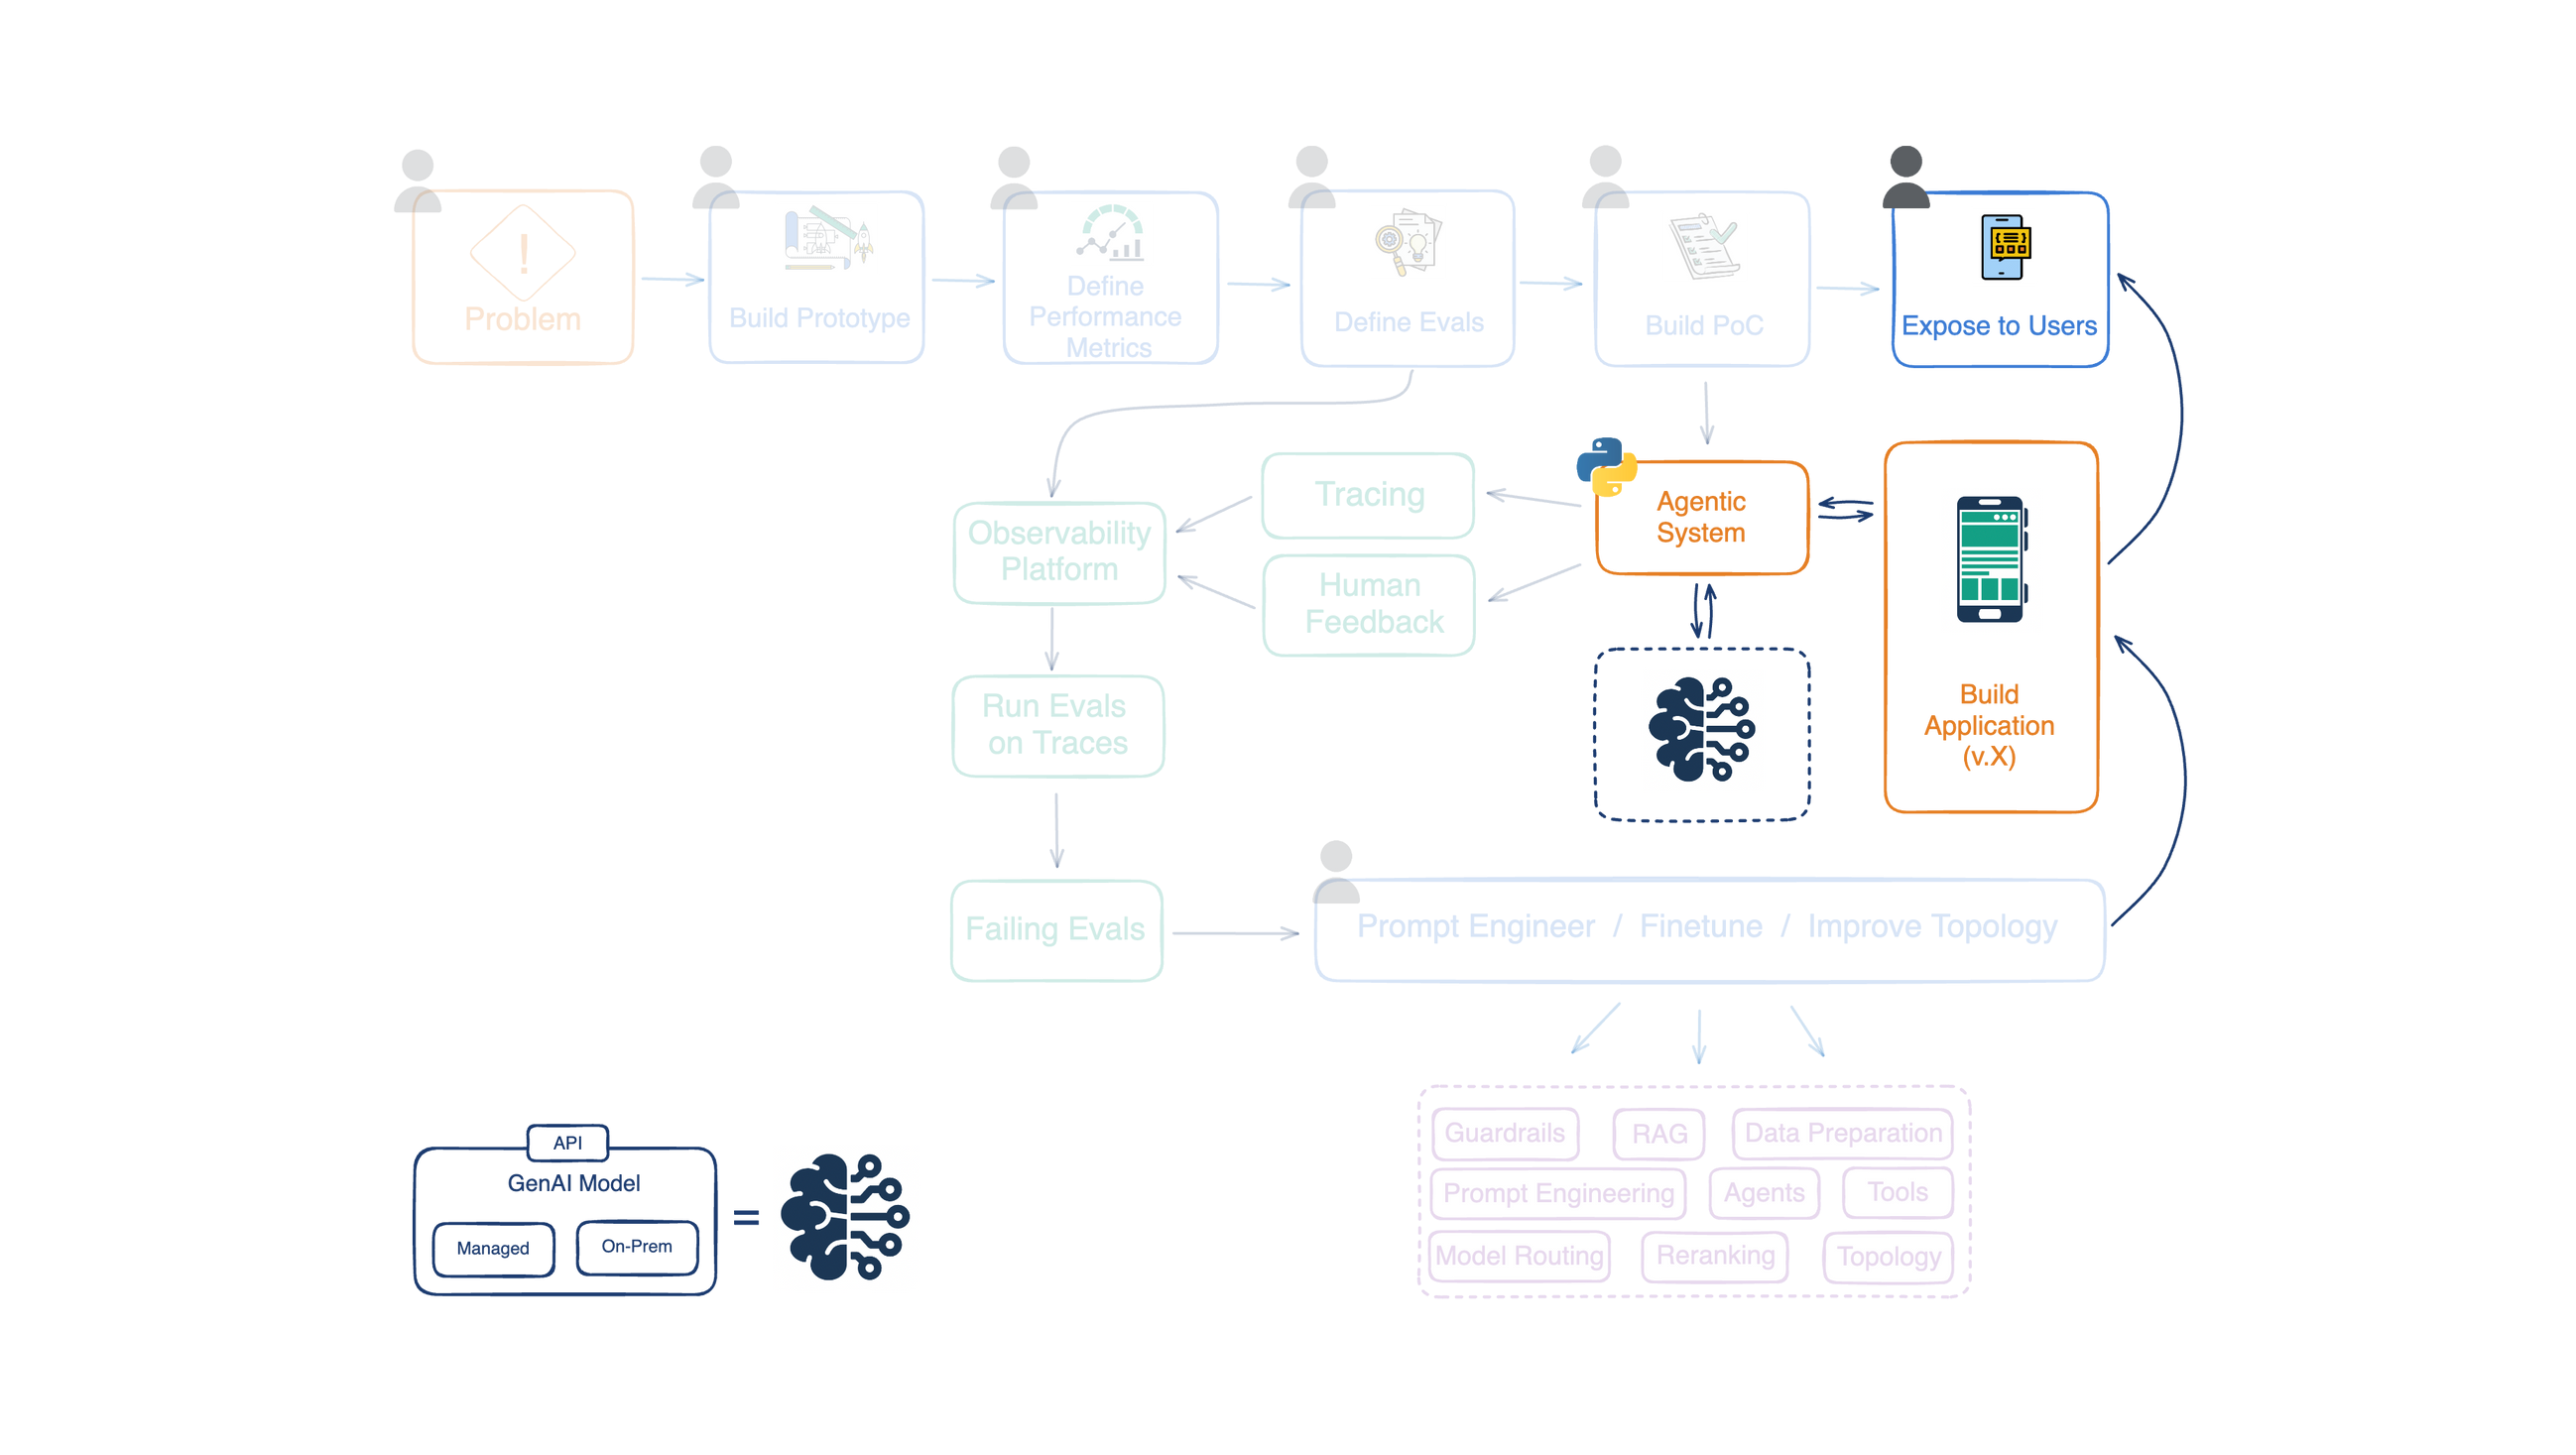 Problem
Build Prototype
Define
Performance
Metrics
Define Evals
Build PoC
Expose to Users
Observability
Platform
Tracing
Human
Feedback
Agentic
System
Build
Application
(v.X)
Run Evals
on Traces
Failing Evals
Prompt Engineer / Finetune / Improve Topology
Guardrails
RAG
Data Preparation
Prompt Engineering
Agents
Tools
Model Routing
Reranking
Topology
API
GenAI Model
Managed
On-Prem
=